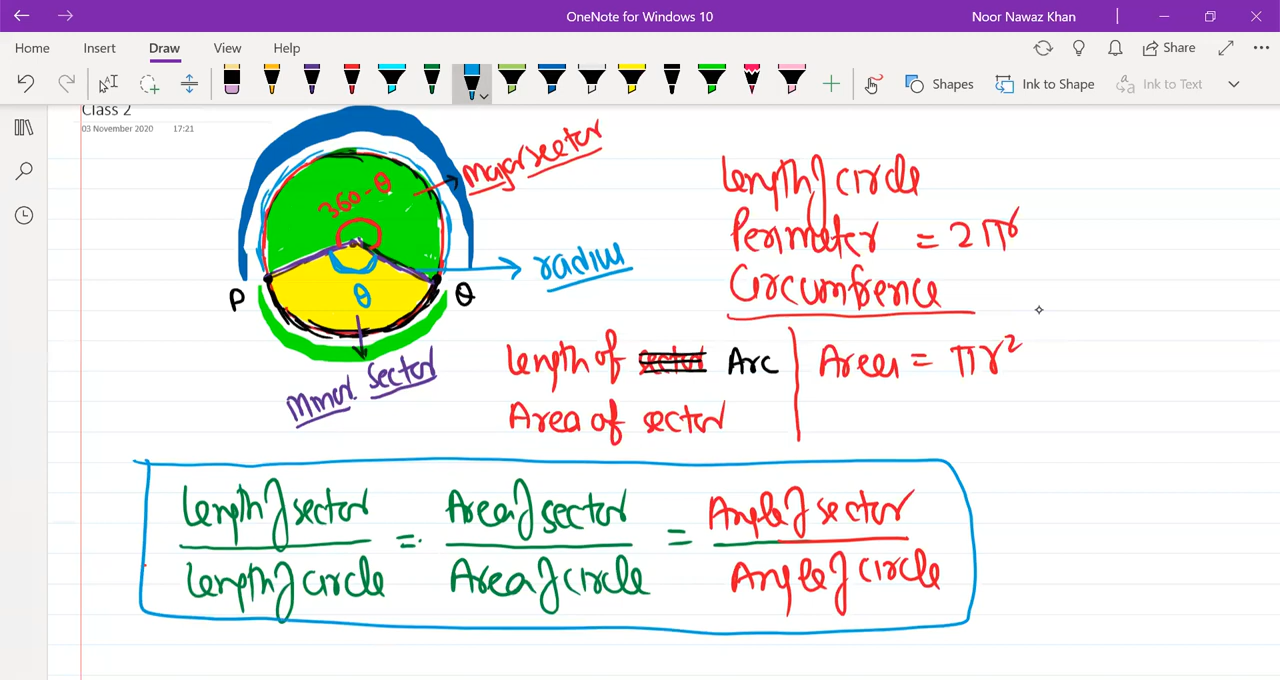 OneNote for Windows 10
Noor Nawaz Khan
Home Insert Draw View Help
Share
Shapes
Ink to Shape
Ink to Text
Class 2
03 November 2020 17:21
Major sector
360-θ
radius
P
θ
Q
Minor Sector
Length of circle
Perimeter = 2πr
Circumfrence
Length of sector Arc
Area = πr²
Area of sector
Length of sector = Area of sector = Angle of sector
Length of circle Area of circle Angle of circle